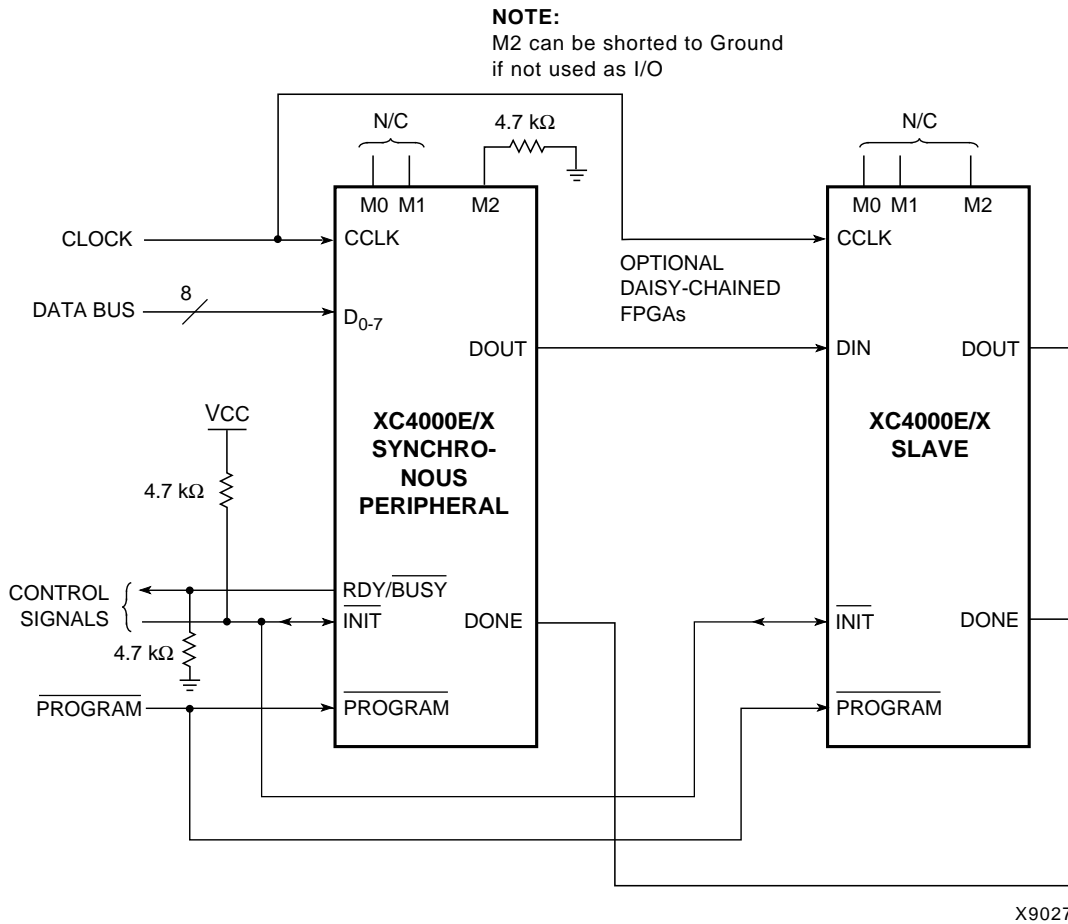 NOTE:
M2 can be shorted to Ground
if not used as I/O
N/C
4.7 kΩ
N/C
M0 M1 M2
M0 M1 M2
CLOCK
CCLK
CCLK
OPTIONAL
DAISY-CHAINED
FPGAs
DATA BUS
8
D0-7
DOUT
DIN
DOUT
VCC
XC4000E/X
SYNCHRO-
NOUS
PERIPHERAL
XC4000E/X
SLAVE
4.7 kΩ
CONTROL
SIGNALS
RDY/BUSY
INIT
DONE
INIT
DONE
4.7 kΩ
PROGRAM
PROGRAM
PROGRAM
X9027